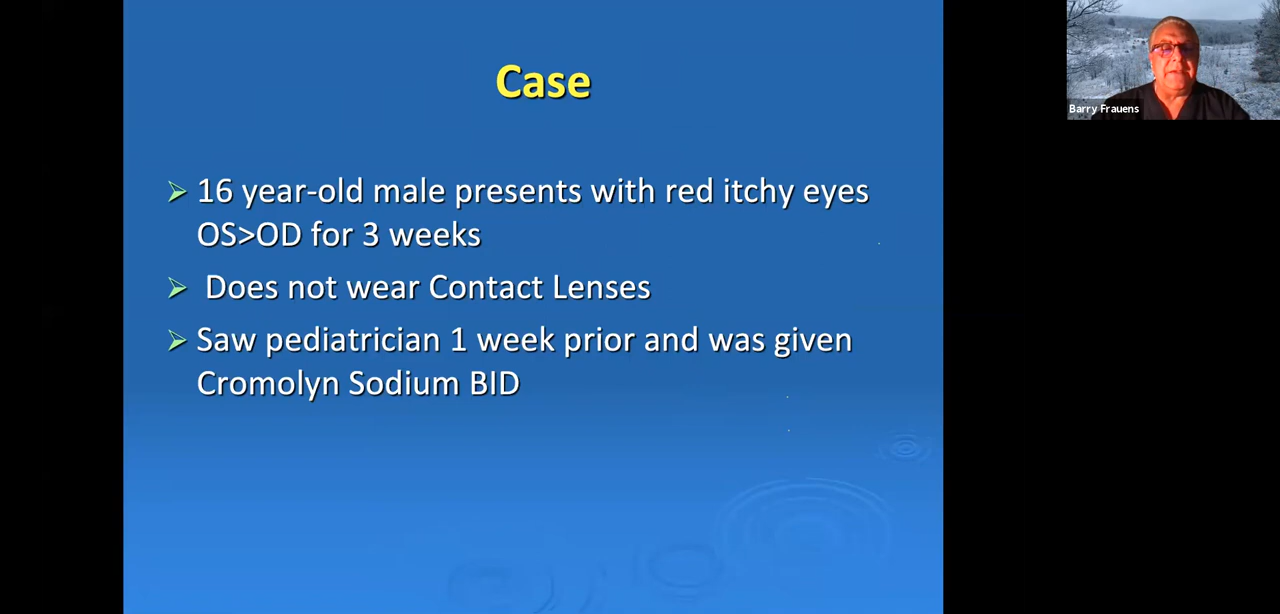 Case
16 year-old male presents with red itchy eyes
OS>OD for 3 weeks
Does not wear Contact Lenses
Saw pediatrician 1 week prior and was given
Cromolyn Sodium BID
Barry Frauens